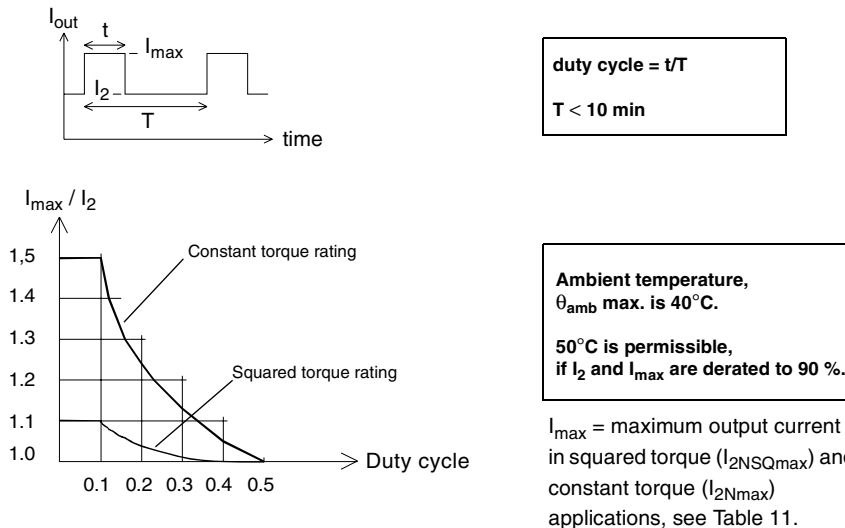 I_out
t
I_max
I_2
T
time
duty cycle = t/T
T < 10 min
I_max / I_2
1,5
1.4
1.3
1.2
1.1
1.0
Constant torque rating
Squared torque rating
Duty cycle
0.1 0.2 0.3 0.4 0.5
Ambient temperature,
θ_amb max. is 40°C.
50°C is permissible,
if I_2 and I_max are derated to 90 %.
I_max = maximum output current
in squared torque (I_2NSQmax) and
constant torque (I_2Nmax)
applications, see Table 11.